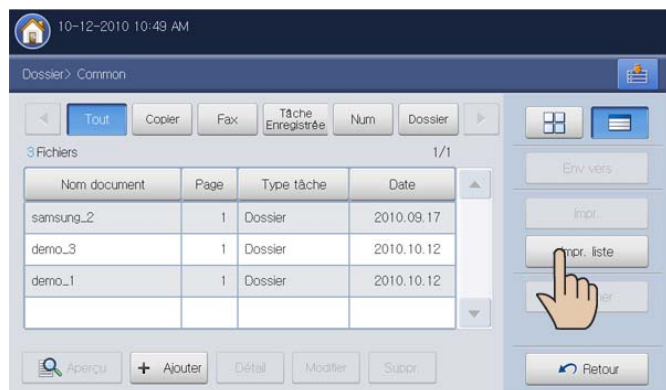 10-12-2010 10:49 AM
Dossier> Common
Tout Copier Fax Tâche Enregistrée Num Dossier
3 Fichiers 1/1
Nom document Page Type tâche Date
samsung_2 1 Dossier 2010.09.17
demo_3 1 Dossier 2010.10.12
demo_1 1 Dossier 2010.10.12
Env vers
Impr.
Impr. liste
Aperçu + Ajouter Détail Modifier Suppr.
Retour